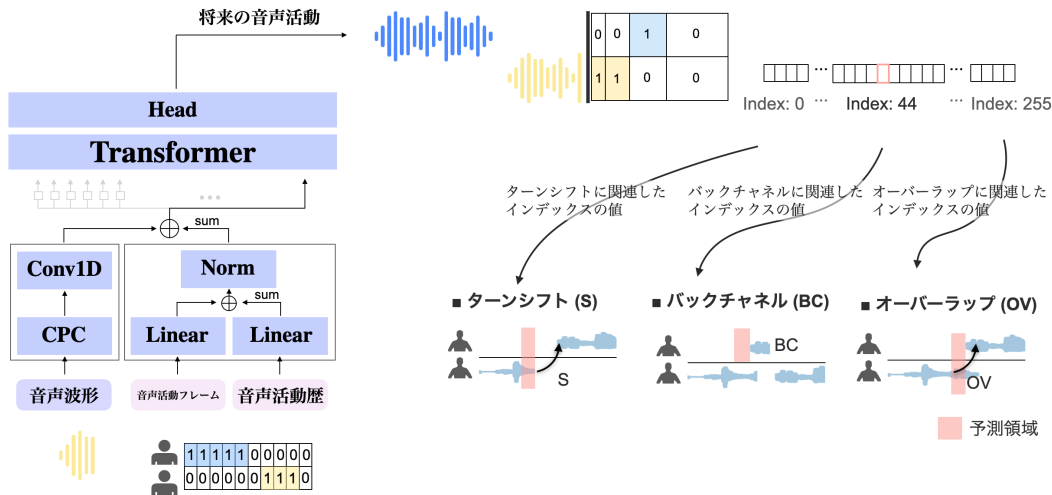 将来の音声活動
0 0 1 0
1 1 0 0
Head
Transformer
...
sum
Conv1D
CPC
Norm
sum
Linear
Linear
音声波形
音声活動フレーム
音声活動歴
1 1 1 1 1 0 0 0 0 0
0 0 0 0 0 0 1 1 1 0
... ...
Index: 0 ... Index: 44 ... Index: 255
ターンシフトに関連した
インデックスの値
バックチャネルに関連した
インデックスの値
オーバーラップに関連した
インデックスの値
■ ターンシフト (S)
S
■ バックチャネル (BC)
BC
■ オーバーラップ (OV)
OV
予測領域